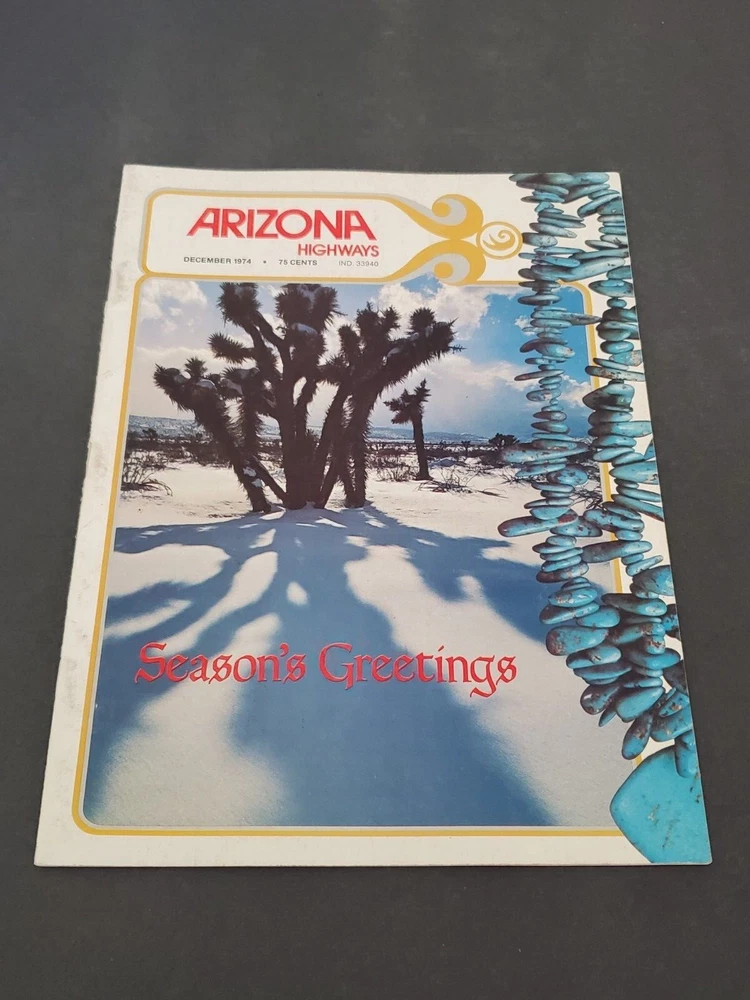 ARIZONA
HIGHWAYS
DECEMBER 1974 • 75 CENTS IND. 33940
Season's Greetings